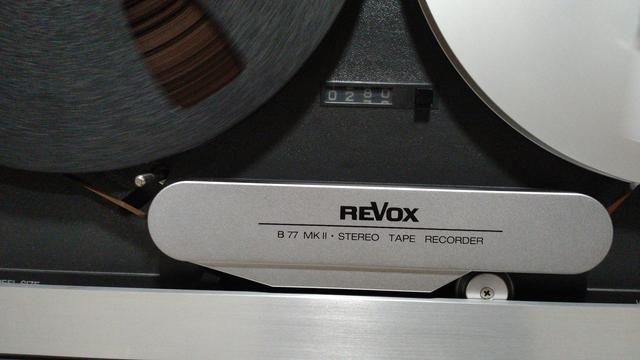 0280
REVOX
B 77 MK II · STEREO TAPE RECORDER